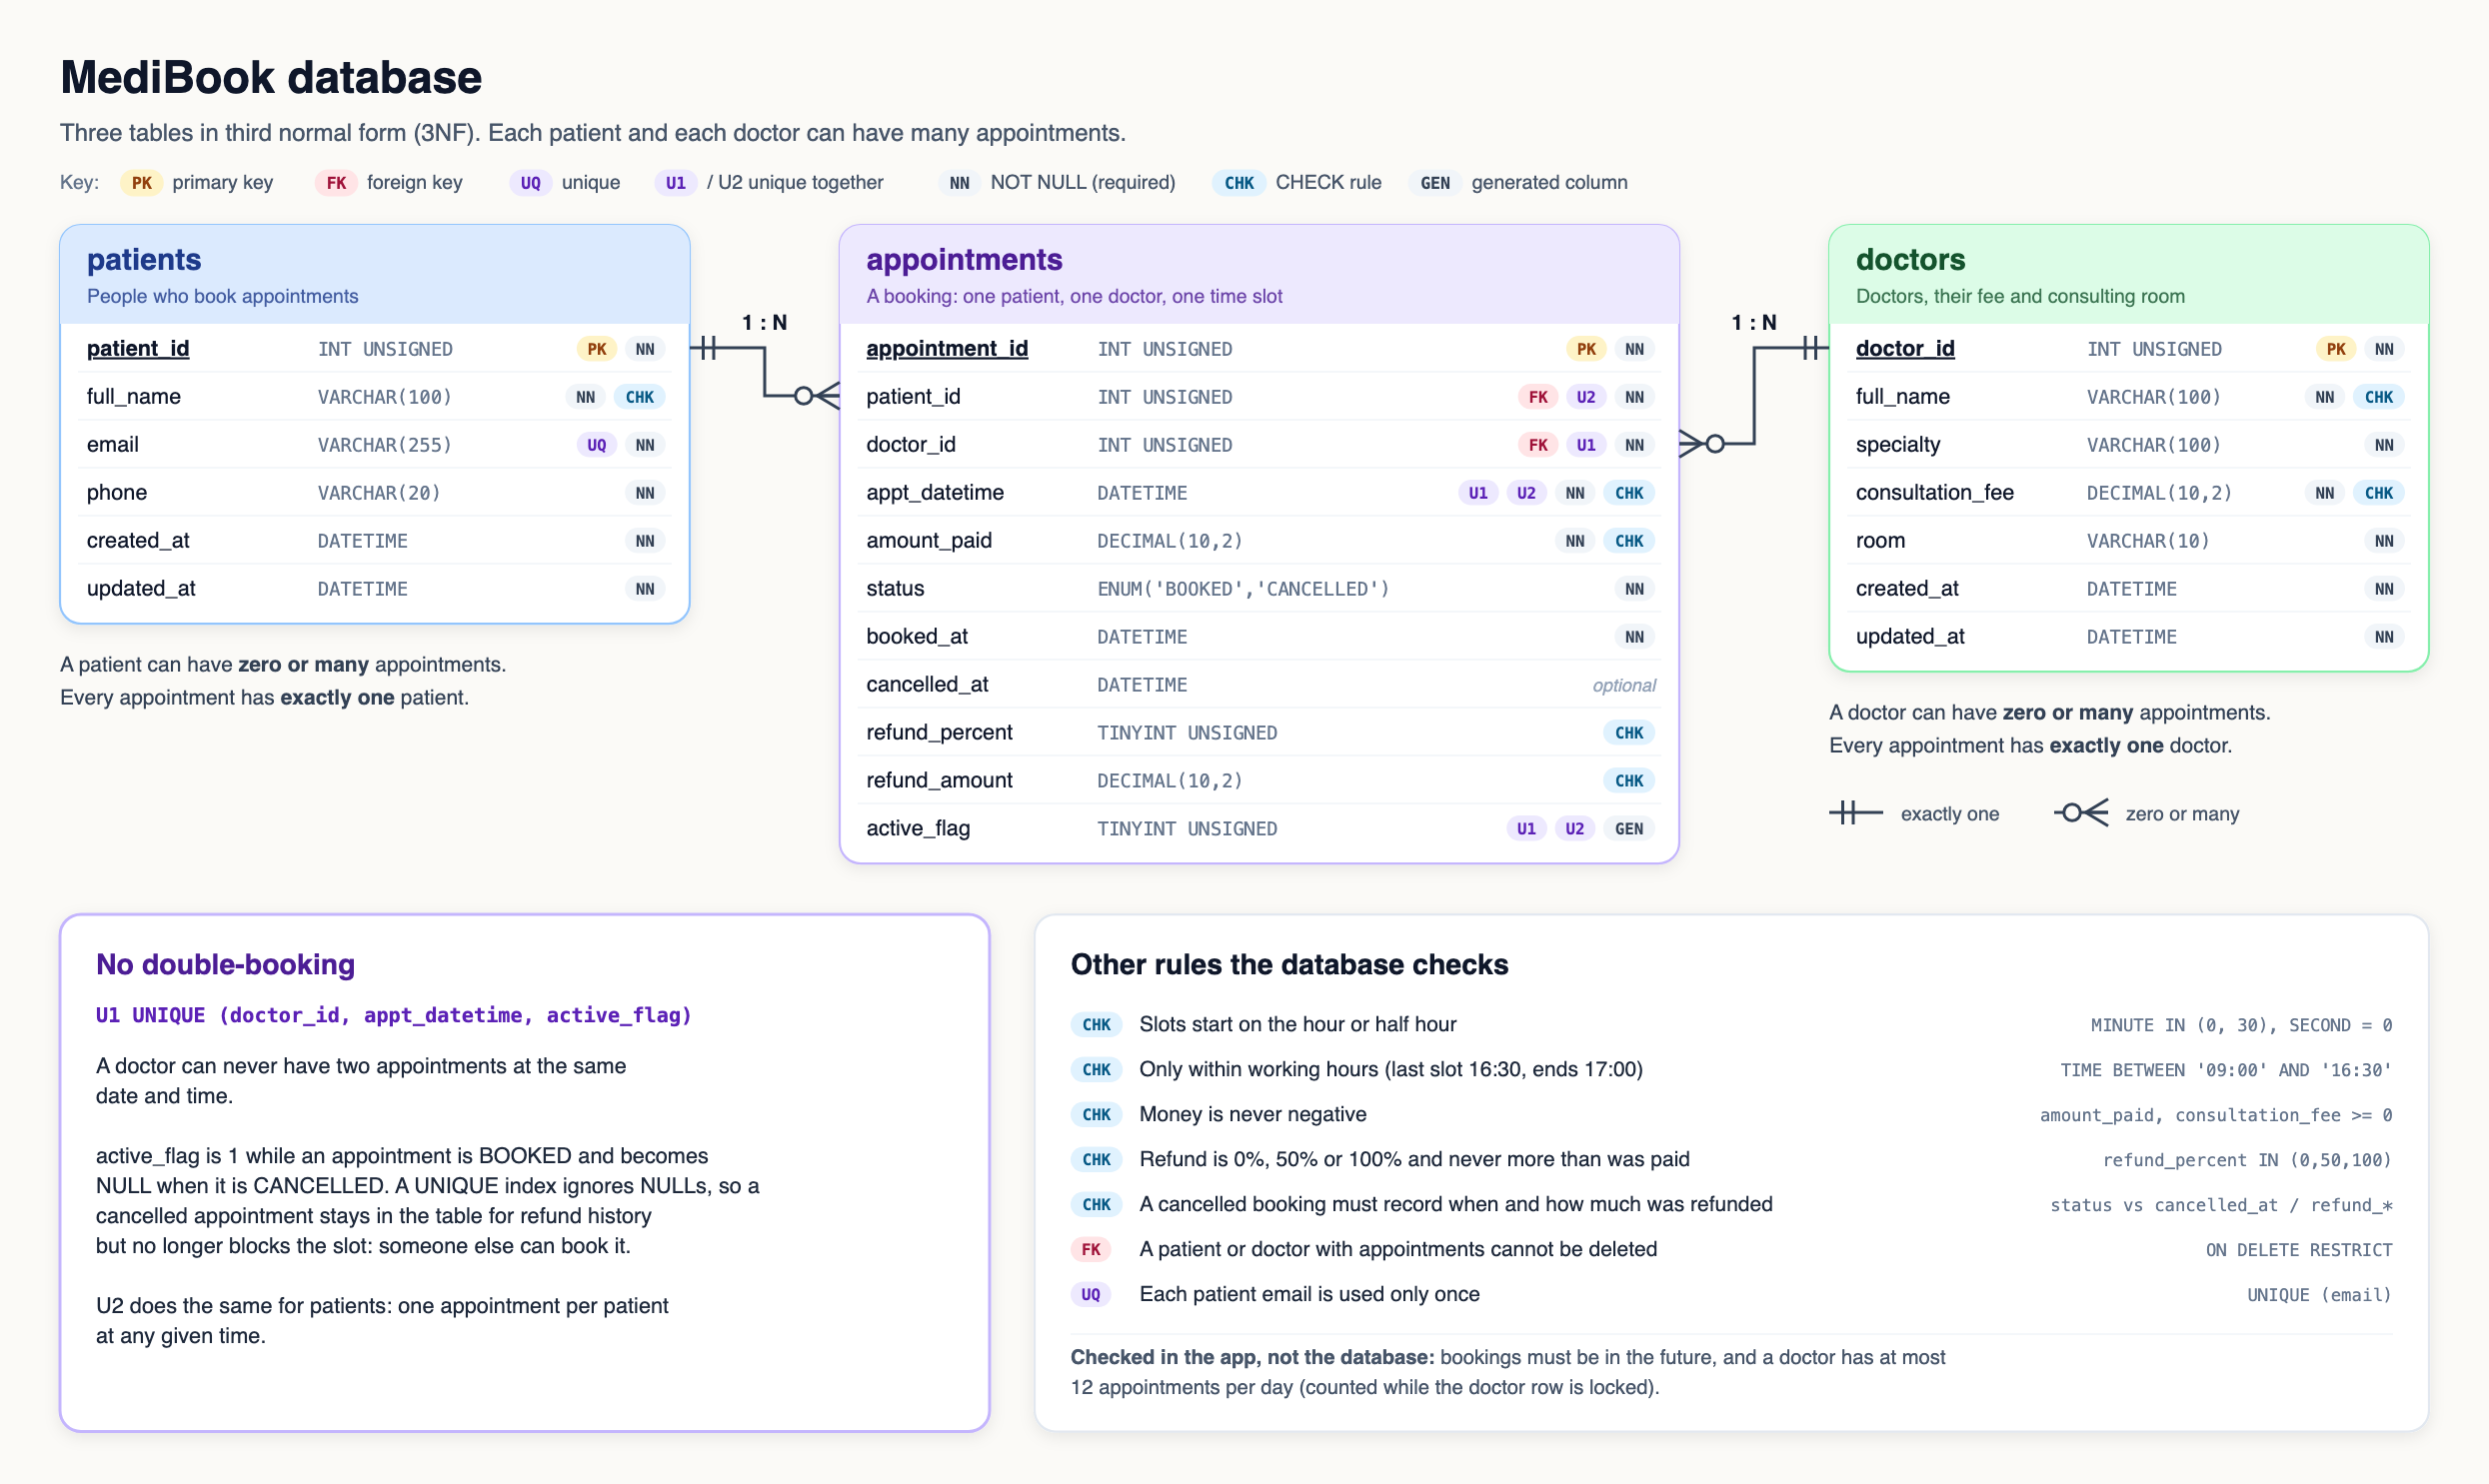 MediBook database
Three tables in third normal form (3NF). Each patient and each doctor can have many appointments.
Key: PK primary key FK foreign key UQ unique U1 / U2 unique together NN NOT NULL (required) CHK CHECK rule GEN generated column
patients
People who book appointments
patient_id INT UNSIGNED PK NN
full_name VARCHAR(100) NN CHK
email VARCHAR(255) UQ NN
phone VARCHAR(20) NN
created_at DATETIME NN
updated_at DATETIME NN
A patient can have zero or many appointments.
Every appointment has exactly one patient.
1 : N
appointments
A booking: one patient, one doctor, one time slot
appointment_id INT UNSIGNED PK NN
patient_id INT UNSIGNED FK U2 NN
doctor_id INT UNSIGNED FK U1 NN
appt_datetime DATETIME U1 U2 NN CHK
amount_paid DECIMAL(10,2) NN CHK
status ENUM('BOOKED','CANCELLED') NN
booked_at DATETIME NN
cancelled_at DATETIME optional
refund_percent TINYINT UNSIGNED CHK
refund_amount DECIMAL(10,2) CHK
active_flag TINYINT UNSIGNED U1 U2 GEN
1 : N
doctors
Doctors, their fee and consulting room
doctor_id INT UNSIGNED PK NN
full_name VARCHAR(100) NN CHK
specialty VARCHAR(100) NN
consultation_fee DECIMAL(10,2) NN CHK
room VARCHAR(10) NN
created_at DATETIME NN
updated_at DATETIME NN
A doctor can have zero or many appointments.
Every appointment has exactly one doctor.
exactly one zero or many
No double-booking
U1 UNIQUE (doctor_id, appt_datetime, active_flag)
A doctor can never have two appointments at the same
date and time.
active_flag is 1 while an appointment is BOOKED and becomes
NULL when it is CANCELLED. A UNIQUE index ignores NULLs, so a
cancelled appointment stays in the table for refund history
but no longer blocks the slot: someone else can book it.
U2 does the same for patients: one appointment per patient
at any given time.
Other rules the database checks
CHK Slots start on the hour or half hour MINUTE IN (0, 30), SECOND = 0
CHK Only within working hours (last slot 16:30, ends 17:00) TIME BETWEEN '09:00' AND '16:30'
CHK Money is never negative amount_paid, consultation_fee >= 0
CHK Refund is 0%, 50% or 100% and never more than was paid refund_percent IN (0,50,100)
CHK A cancelled booking must record when and how much was refunded status vs cancelled_at / refund_*
FK A patient or doctor with appointments cannot be deleted ON DELETE RESTRICT
UQ Each patient email is used only once UNIQUE (email)
Checked in the app, not the database: bookings must be in the future, and a doctor has at most
12 appointments per day (counted while the doctor row is locked).